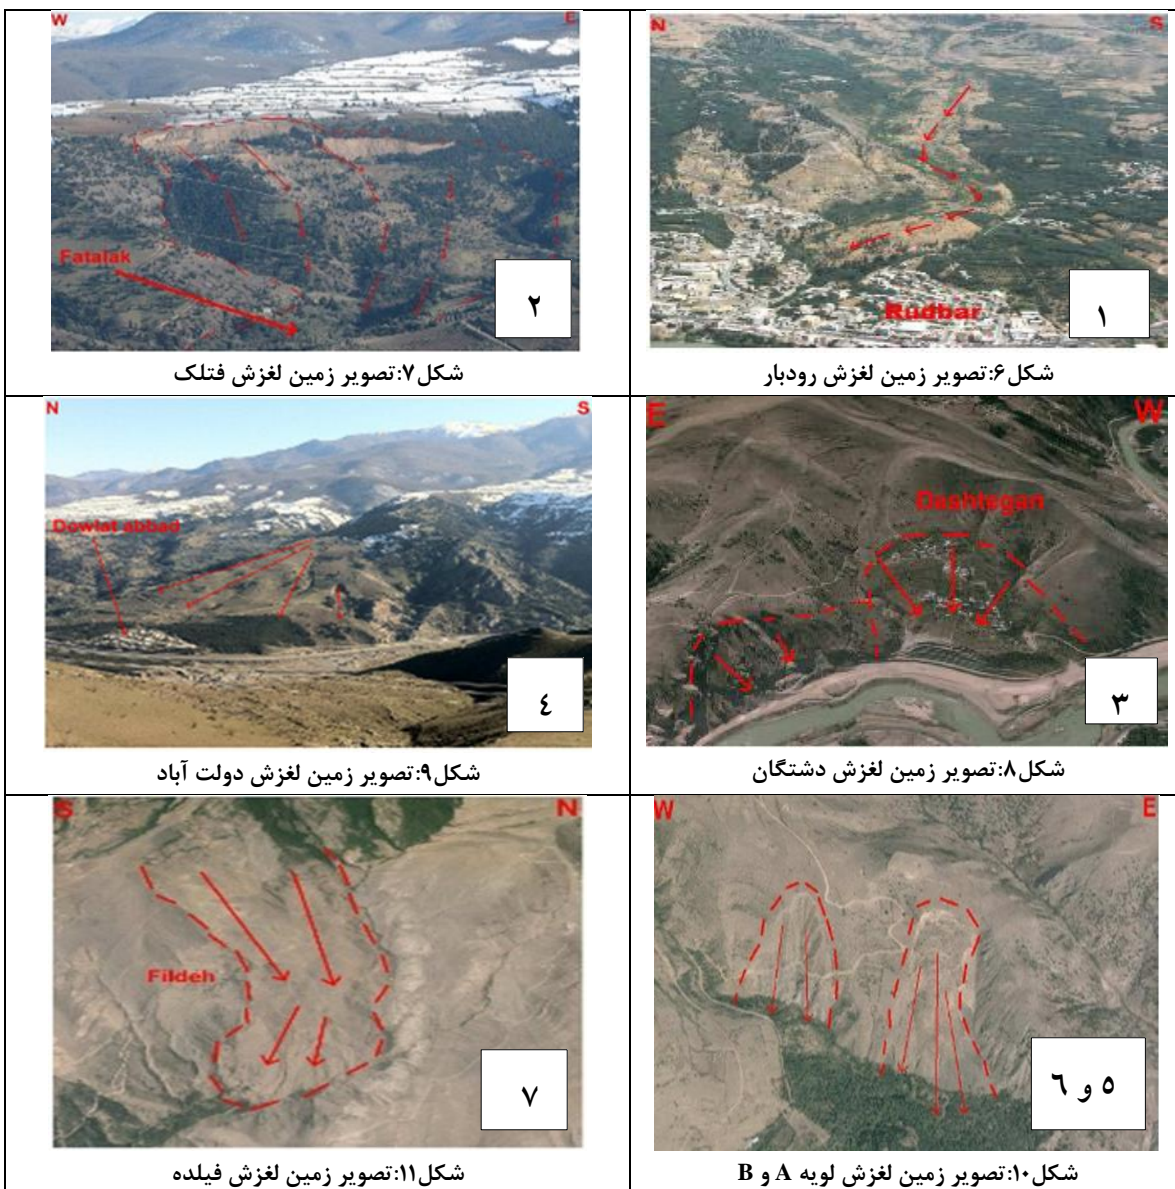 N S
Rudbar
۱
شکل۶:تصویر زمین لغزش رودبار
W E
Fatalak
۲
شکل۷:تصویر زمین لغزش فتلک
E W
Dashtegan
۳
شکل۸:تصویر زمین لغزش دشتگان
N S
Dowlat abbad
٤
شکل۹:تصویر زمین لغزش دولت آباد
W E
۵ و ٦
شکل۱۰:تصویر زمین لغزش لویه A و B
S N
Fildeh
۷
شکل۱۱:تصویر زمین لغزش فیلده